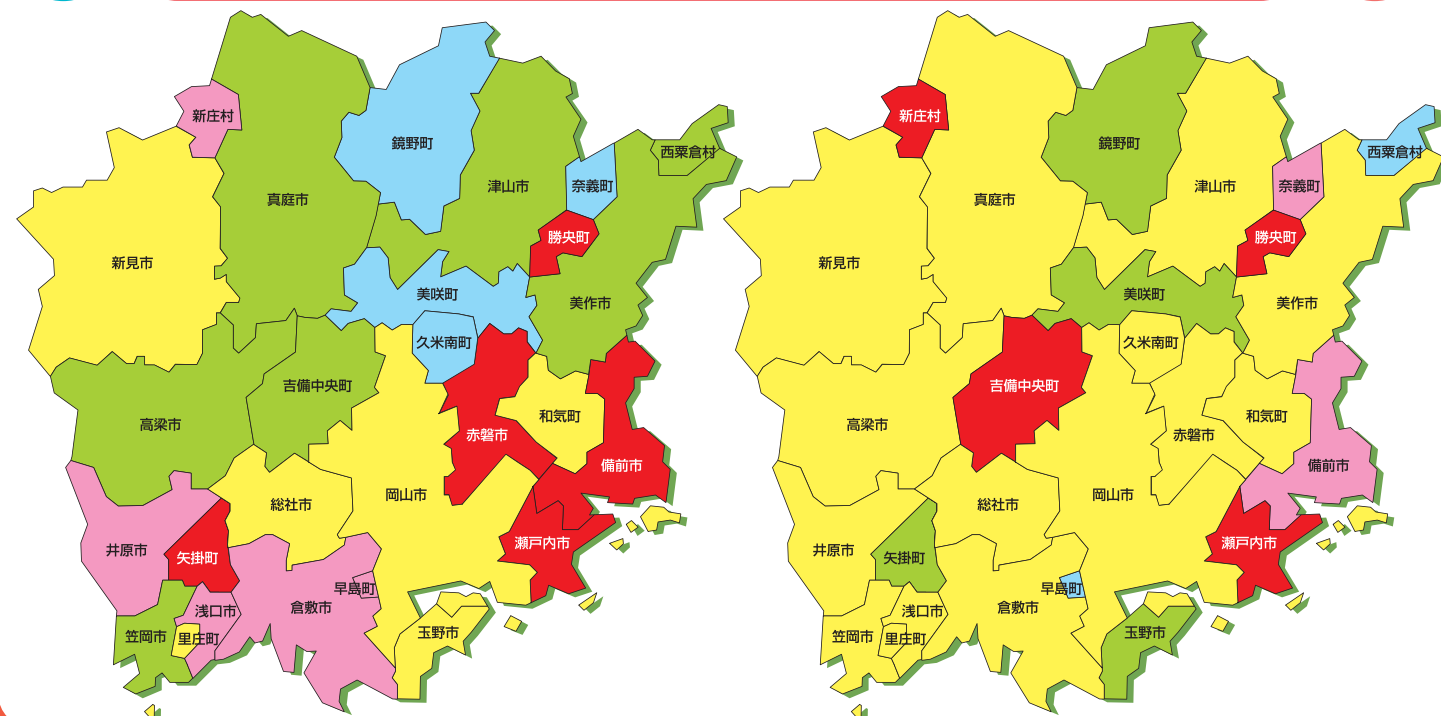 新庄村
鏡野町
西粟倉村
真庭市
津山市
奈義町
勝央町
新見市
美咲町
美作市
久米南町
吉備中央町
高梁市
和気町
赤磐市
備前市
総社市
岡山市
井原市
矢掛町
瀬戸内市
早島町
浅口市
倉敷市
笠岡市
里庄町
玉野市
新庄村
鏡野町
西粟倉村
真庭市
津山市
奈義町
勝央町
新見市
美咲町
美作市
久米南町
吉備中央町
高梁市
和気町
赤磐市
備前市
総社市
岡山市
井原市
矢掛町
瀬戸内市
早島町
浅口市
倉敷市
笠岡市
里庄町
玉野市